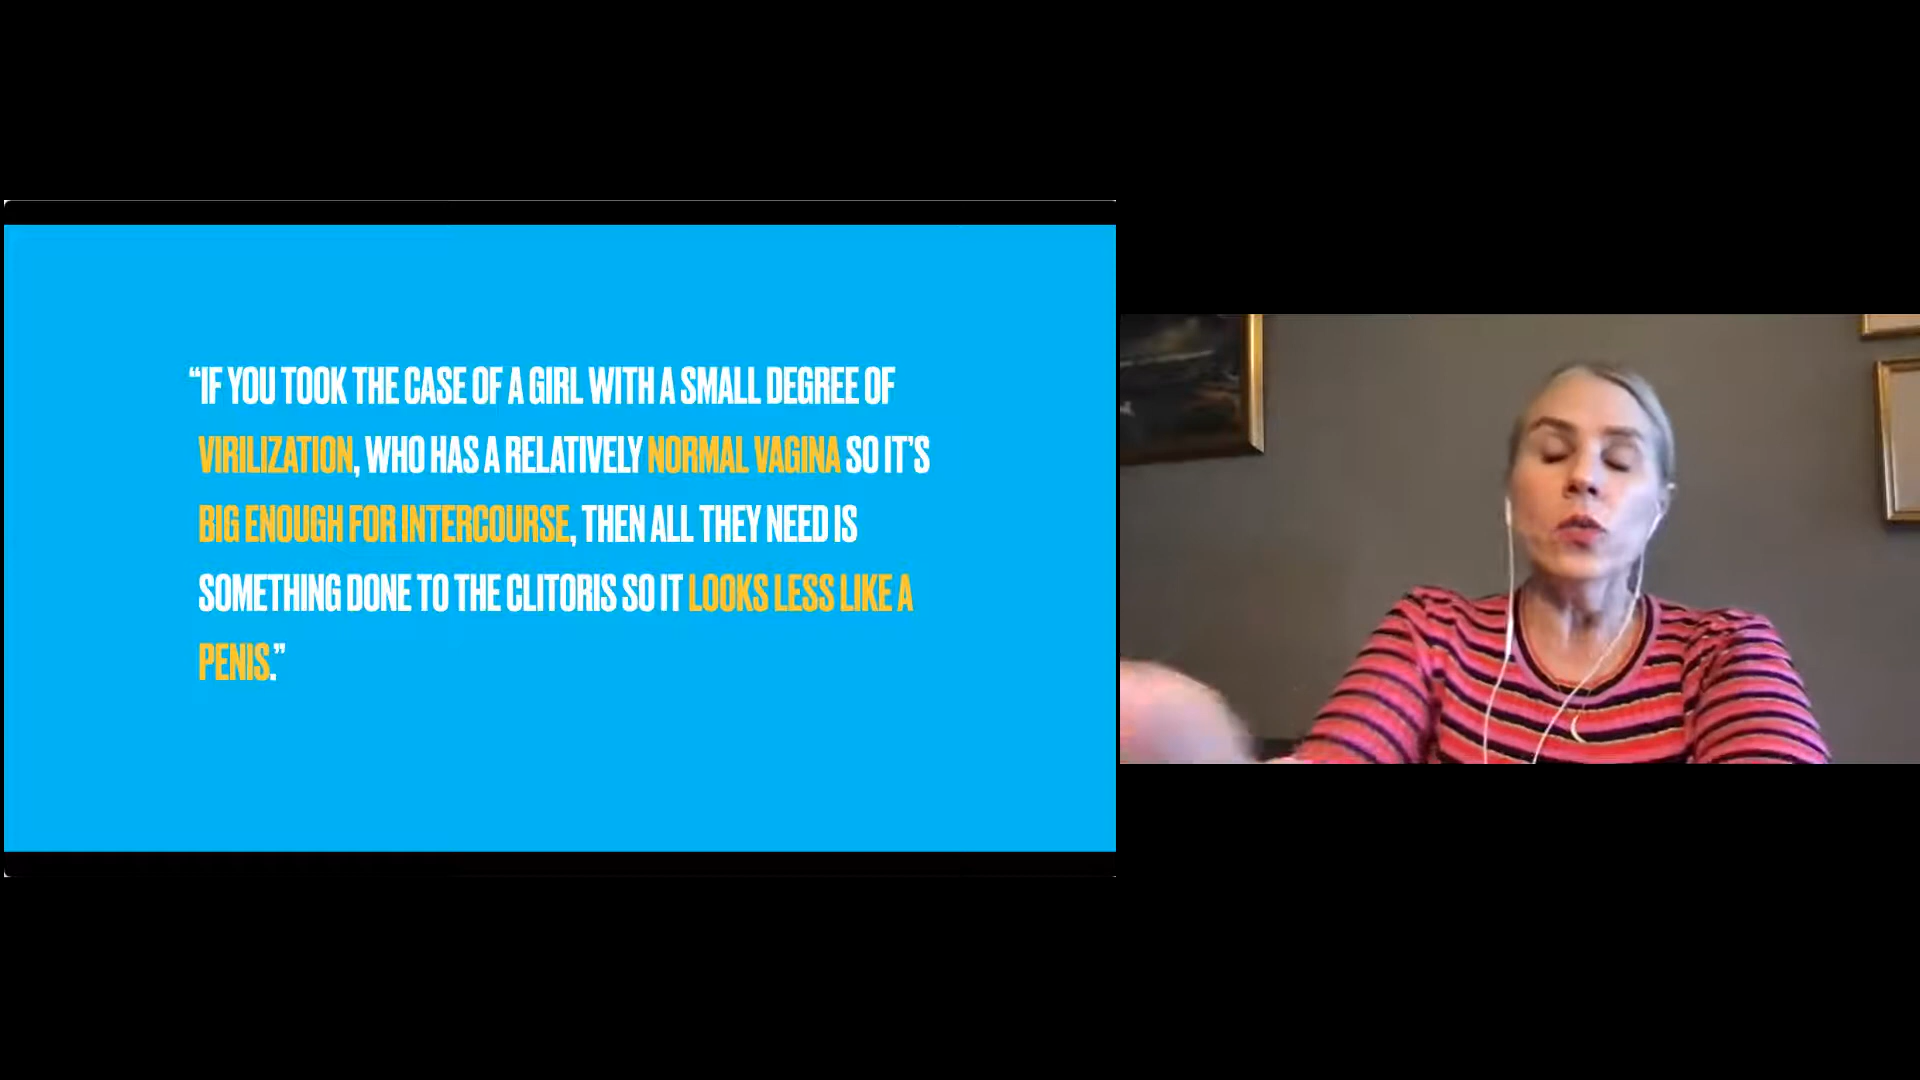 “IF YOU TOOK THE CASE OF A GIRL WITH A SMALL DEGREE OF
VIRILIZATION, WHO HAS A RELATIVELY NORMAL VAGINA SO IT’S
BIG ENOUGH FOR INTERCOURSE, THEN ALL THEY NEED IS
SOMETHING DONE TO THE CLITORIS SO IT LOOKS LESS LIKE A
PENIS.”